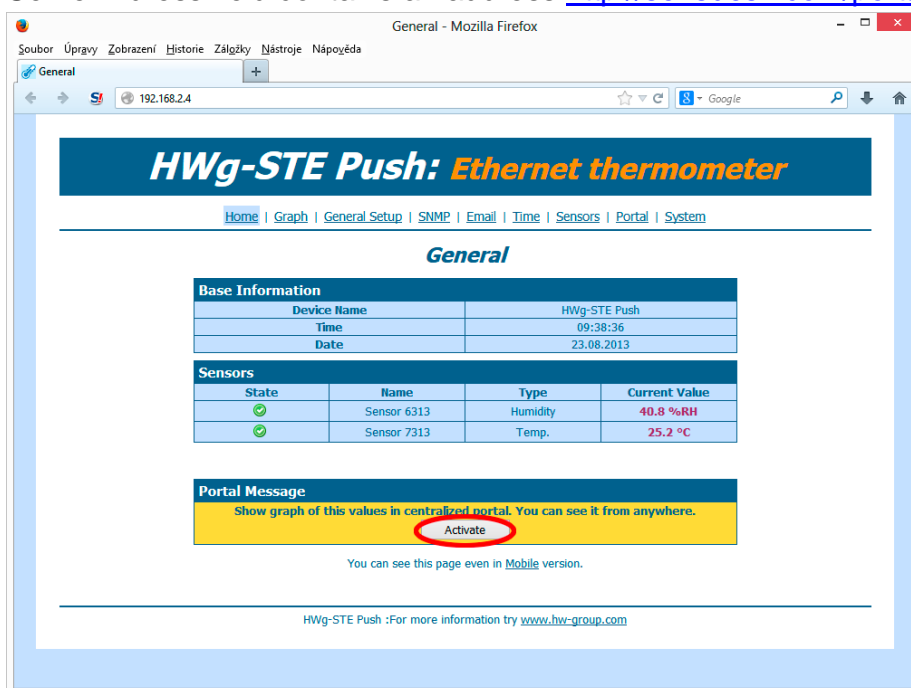 General - Mozilla Firefox
Soubor Úpravy Zobrazení Historie Záložky Nástroje Nápověda
General
192.168.2.4 Google
HWg-STE Push: Ethernet thermometer
Home | Graph | General Setup | SNMP | Email | Time | Sensors | Portal | System
General
Base Information
Device Name HWg-STE Push
Time 09:38:36
Date 23.08.2013
Sensors
State Name Type Current Value
Sensor 6313 Humidity 40.8 %RH
Sensor 7313 Temp. 25.2 °C
Portal Message
Show graph of this values in centralized portal. You can see it from anywhere.
Activate
You can see this page even in Mobile version.
HWg-STE Push :For more information try www.hw-group.com